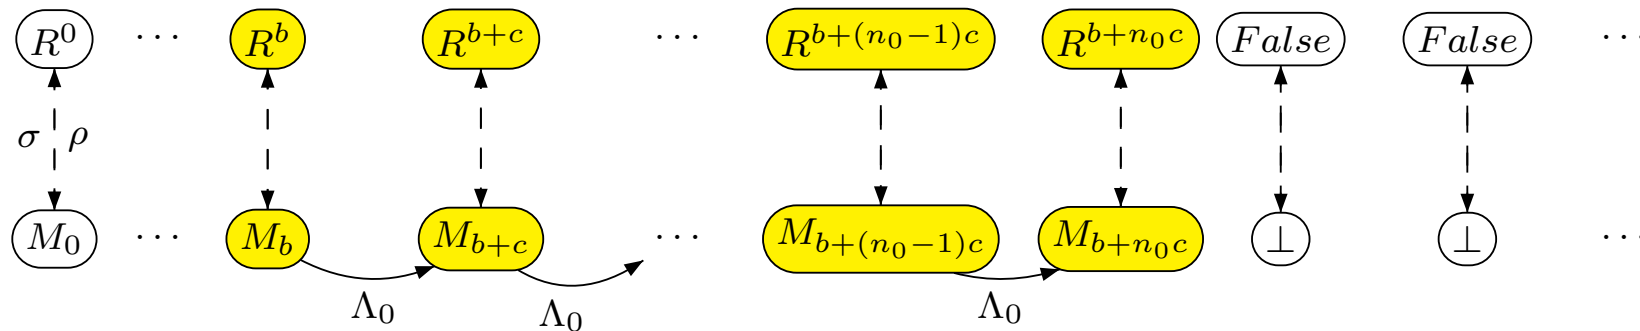 R^0 ⋯ R^b R^{b+c} ⋯ R^{b+(n_0−1)c} R^{b+n_0c} False False ⋯
σ ρ
M_0 ⋯ M_b M_{b+c} ⋯ M_{b+(n_0−1)c} M_{b+n_0c} ⊥ ⊥ ⋯
Λ_0 Λ_0 Λ_0